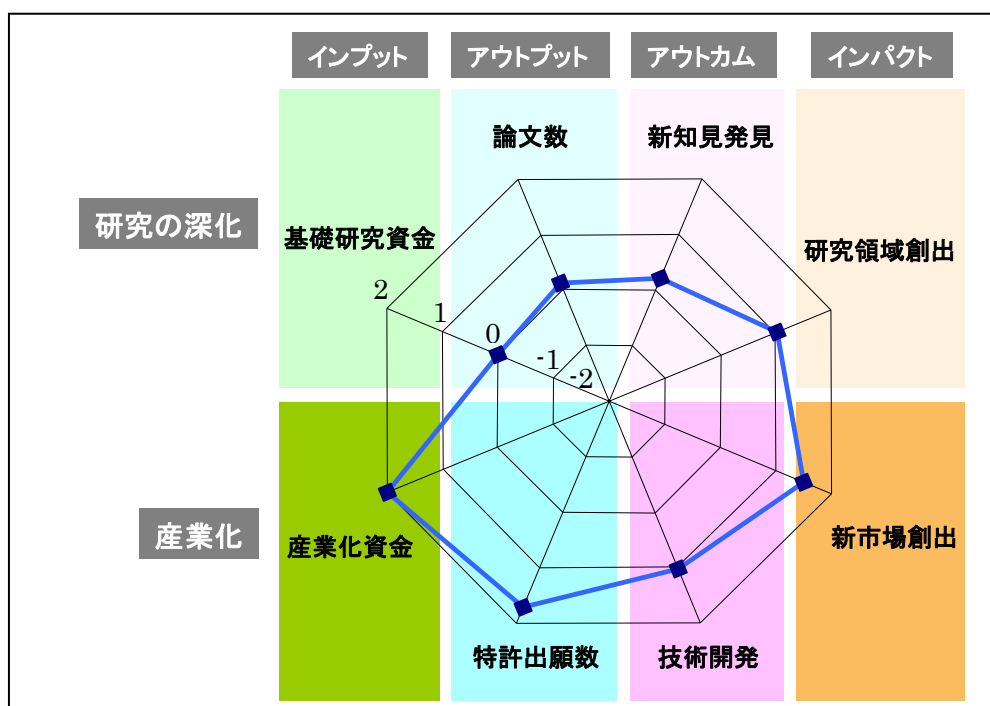 インプット
アウトプット
アウトカム
インパクト
論文数
新知見発見
研究の深化
基礎研究資金
研究領域創出
2
1
0
-1
-2
産業化
産業化資金
新市場創出
特許出願数
技術開発